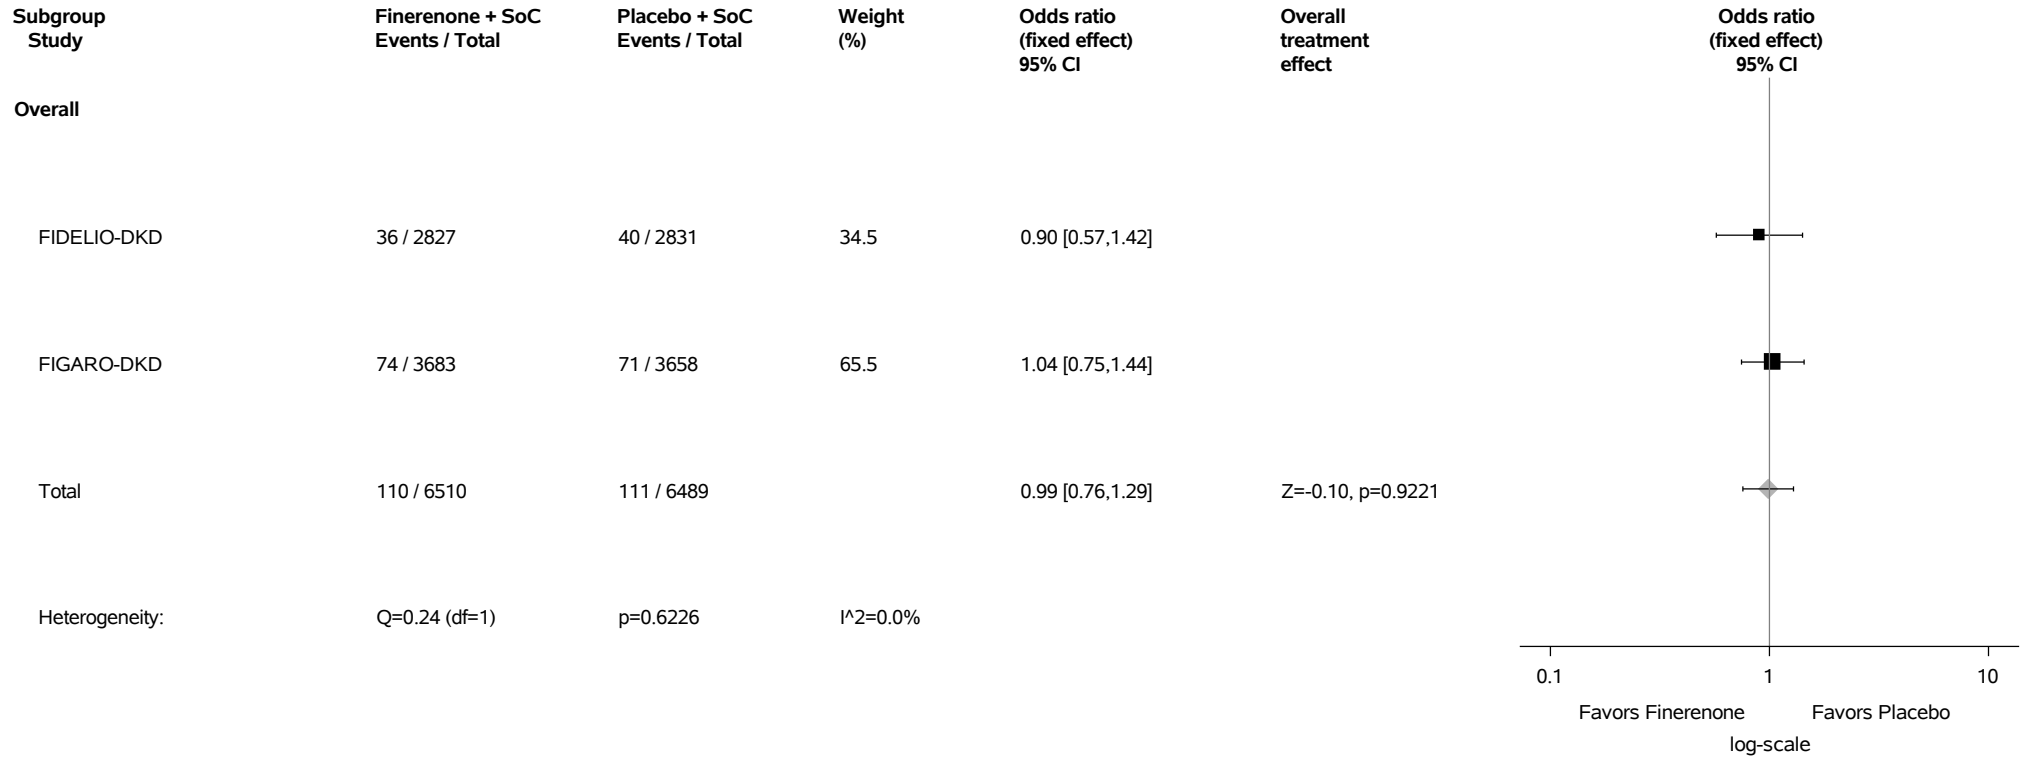 Subgroup Finerenone + SoC Placebo + SoC Weight Odds ratio Overall Odds ratio
Study Events / Total Events / Total (%) (fixed effect) treatment (fixed effect)
95% CI effect 95% CI
Overall
FIDELIO-DKD 36 / 2827 40 / 2831 34.5 0.90 [0.57,1.42]
FIGARO-DKD 74 / 3683 71 / 3658 65.5 1.04 [0.75,1.44]
Total 110 / 6510 111 / 6489 0.99 [0.76,1.29] Z=-0.10, p=0.9221
Heterogeneity: Q=0.24 (df=1) p=0.6226 I^2=0.0%
0.1 1 10
Favors Finerenone Favors Placebo
log-scale